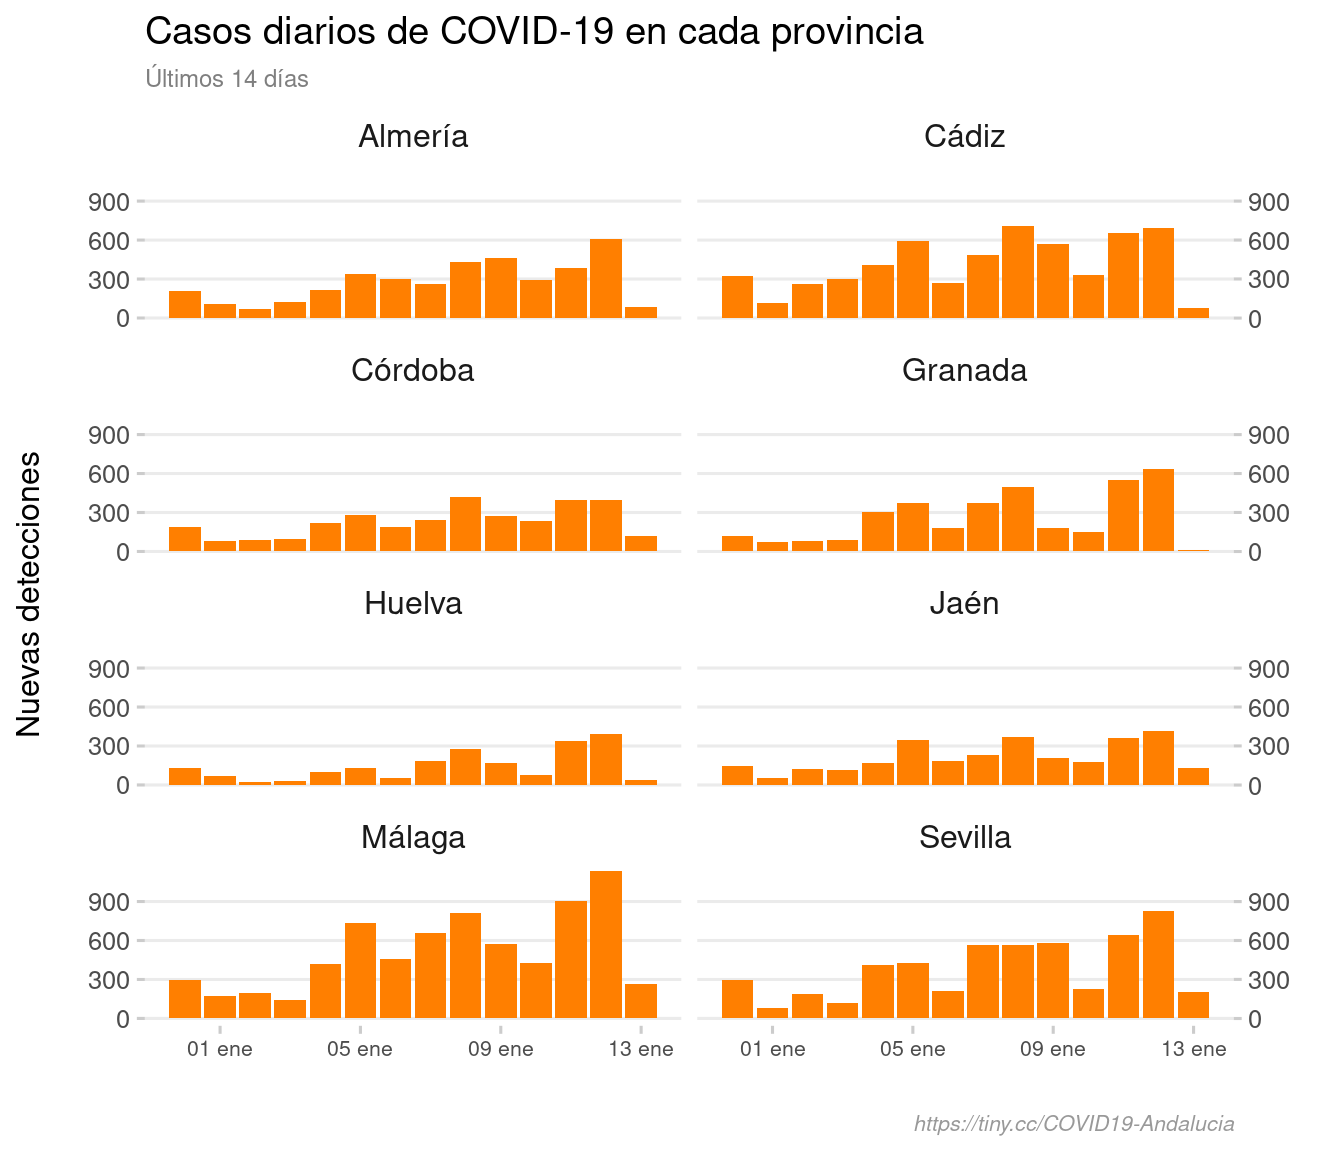 Casos diarios de COVID-19 en cada provincia
Últimos 14 días
Nuevas detecciones
Almería
Cádiz
900
600
300
0
900
600
300
0
Córdoba
Granada
900
600
300
0
900
600
300
0
Huelva
Jaén
900
600
300
0
900
600
300
0
Málaga
Sevilla
900
600
300
0
900
600
300
0
01 ene 05 ene 09 ene 13 ene
01 ene 05 ene 09 ene 13 ene
https://tiny.cc/COVID19-Andalucia